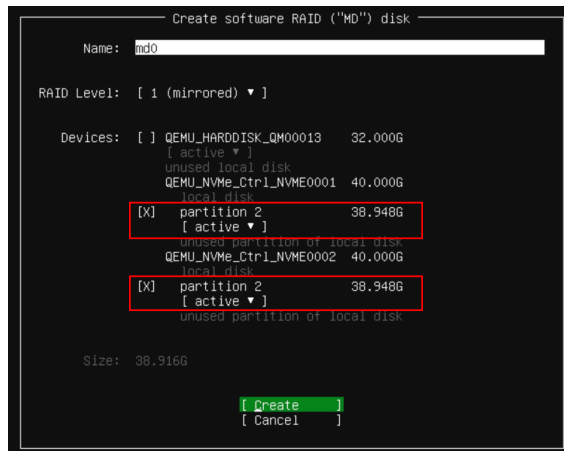 Create software RAID ("MD") disk
Name: md0
RAID Level: [ 1 (mirrored) ▾ ]
Devices: [ ] QEMU_HARDDISK_QM00013 32.000G
[ active ▾ ]
unused local disk
QEMU_NVMe_Ctrl_NVME0001 40.000G
local disk
[X] partition 2 38.948G
[ active ▾ ]
unused partition of local disk
QEMU_NVMe_Ctrl_NVME0002 40.000G
local disk
[X] partition 2 38.948G
[ active ▾ ]
unused partition of local disk
Size: 38.916G
[ Create ]
[ Cancel ]